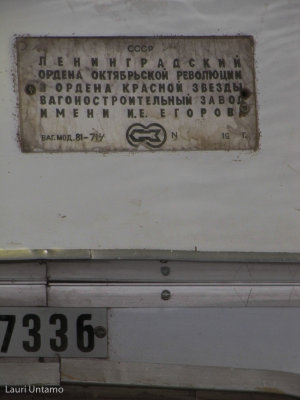 СССР
ЛЕНИНГРАДСКИЙ
ОРДЕНА ОКТЯБРЬСКОЙ РЕВОЛЮЦИИ
И ОРДЕНА КРАСНОЙ ЗВЕЗДЫ
ВАГОНОСТРОИТЕЛЬНЫЙ ЗАВОД
ИМЕНИ И.Е. ЕГОРОВА
ВАГ. МОД. 81-71 N 19 Г.
7336
Lauri Untamo